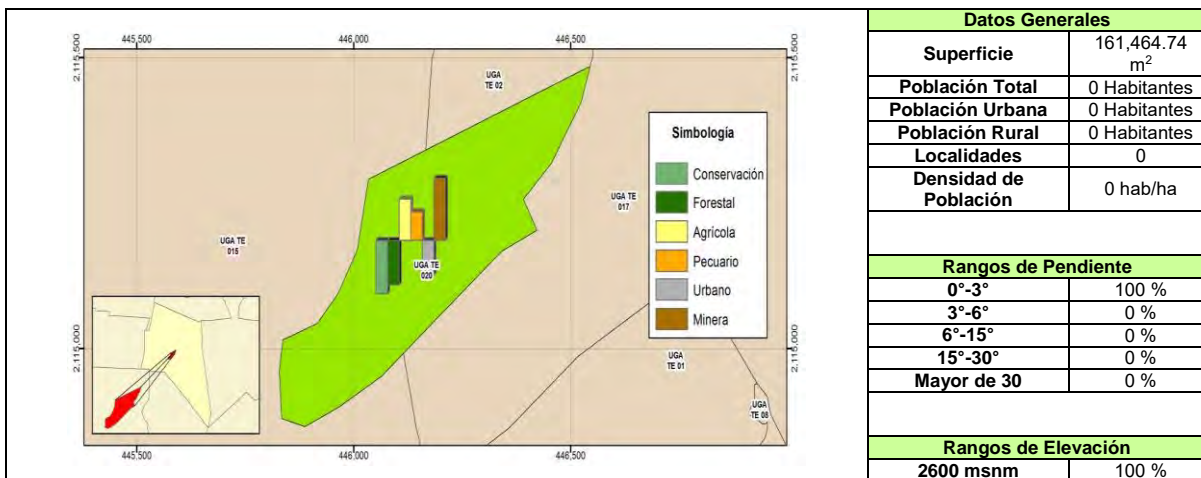 445,500 446,000 446,500
2,115,500
2,115,500
UGA
TE 02
Simbología
Conservación
Forestal
Agrícola
Pecuario
Urbano
Minera
UGA TE
017
UGA TE
015
UGA TE
020
2,115,000
2,115,000
UGA
TE 01
UGA
TE 08
445,500 446,000 446,500
Datos Generales
Superficie 161,464.74
m2
Población Total 0 Habitantes
Población Urbana 0 Habitantes
Población Rural 0 Habitantes
Localidades 0
Densidad de
Población 0 hab/ha
Rangos de Pendiente
0°-3° 100 %
3°-6° 0 %
6°-15° 0 %
15°-30° 0 %
Mayor de 30 0 %
Rangos de Elevación
2600 msnm 100 %